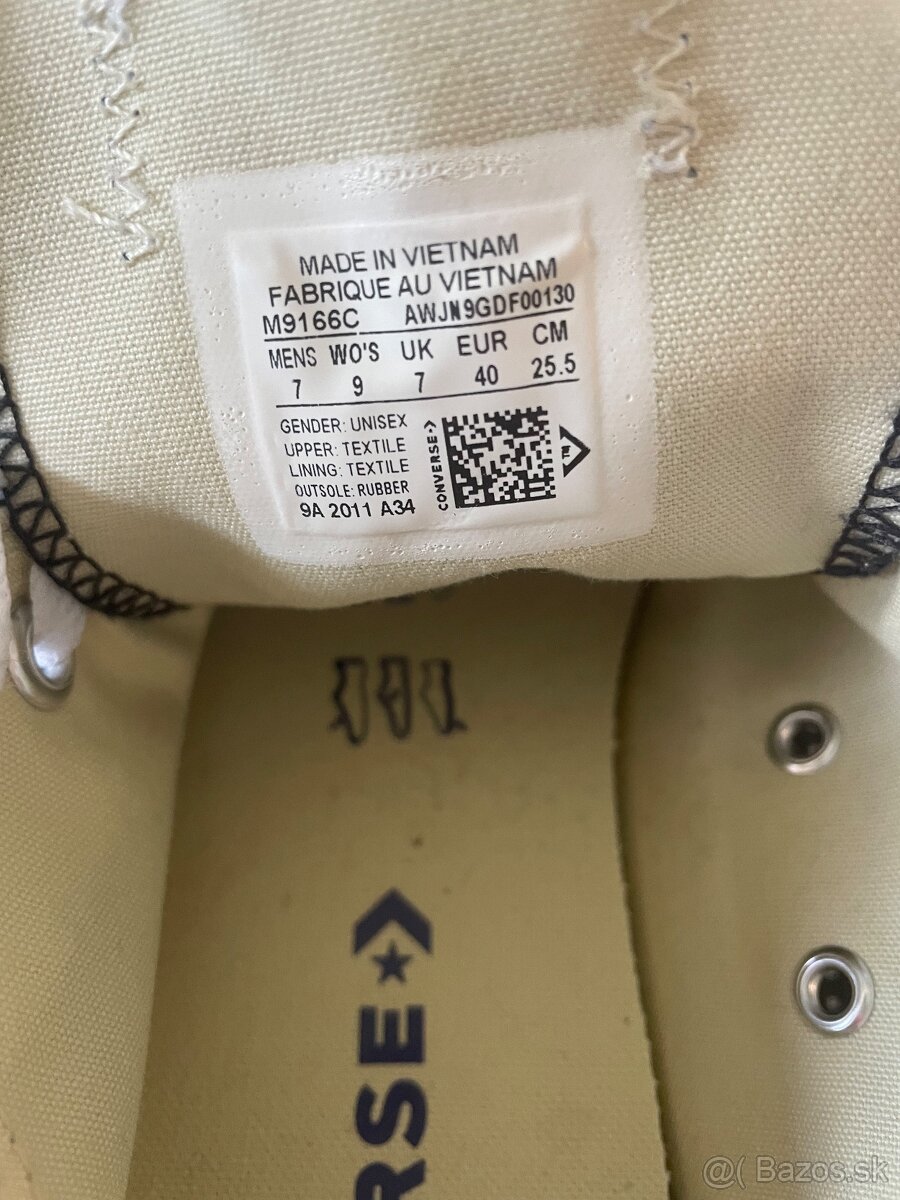 MADE IN VIETNAM
FABRIQUE AU VIETNAM
M9166C AWJN9GDF00130
MENS WO'S UK EUR CM
7 9 7 40 25.5
GENDER: UNISEX
UPPER: TEXTILE
LINING: TEXTILE
OUTSOLE: RUBBER
9A 2011 A34
CONVERSE
TM
RSE
@( Bazos.sk